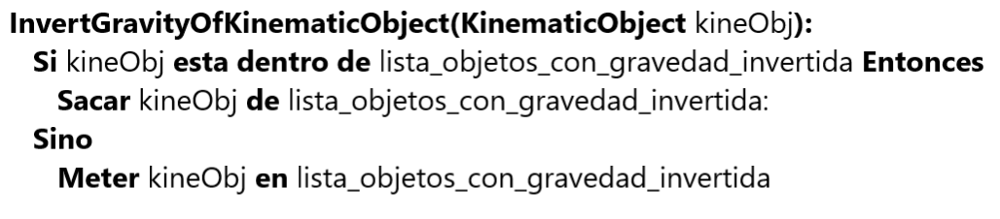 InvertGravityOfKinematicObject(KinematicObject kineObj):
Si kineObj esta dentro de lista_objetos_con_gravedad_invertida Entonces
Sacar kineObj de lista_objetos_con_gravedad_invertida:
Sino
Meter kineObj en lista_objetos_con_gravedad_invertida